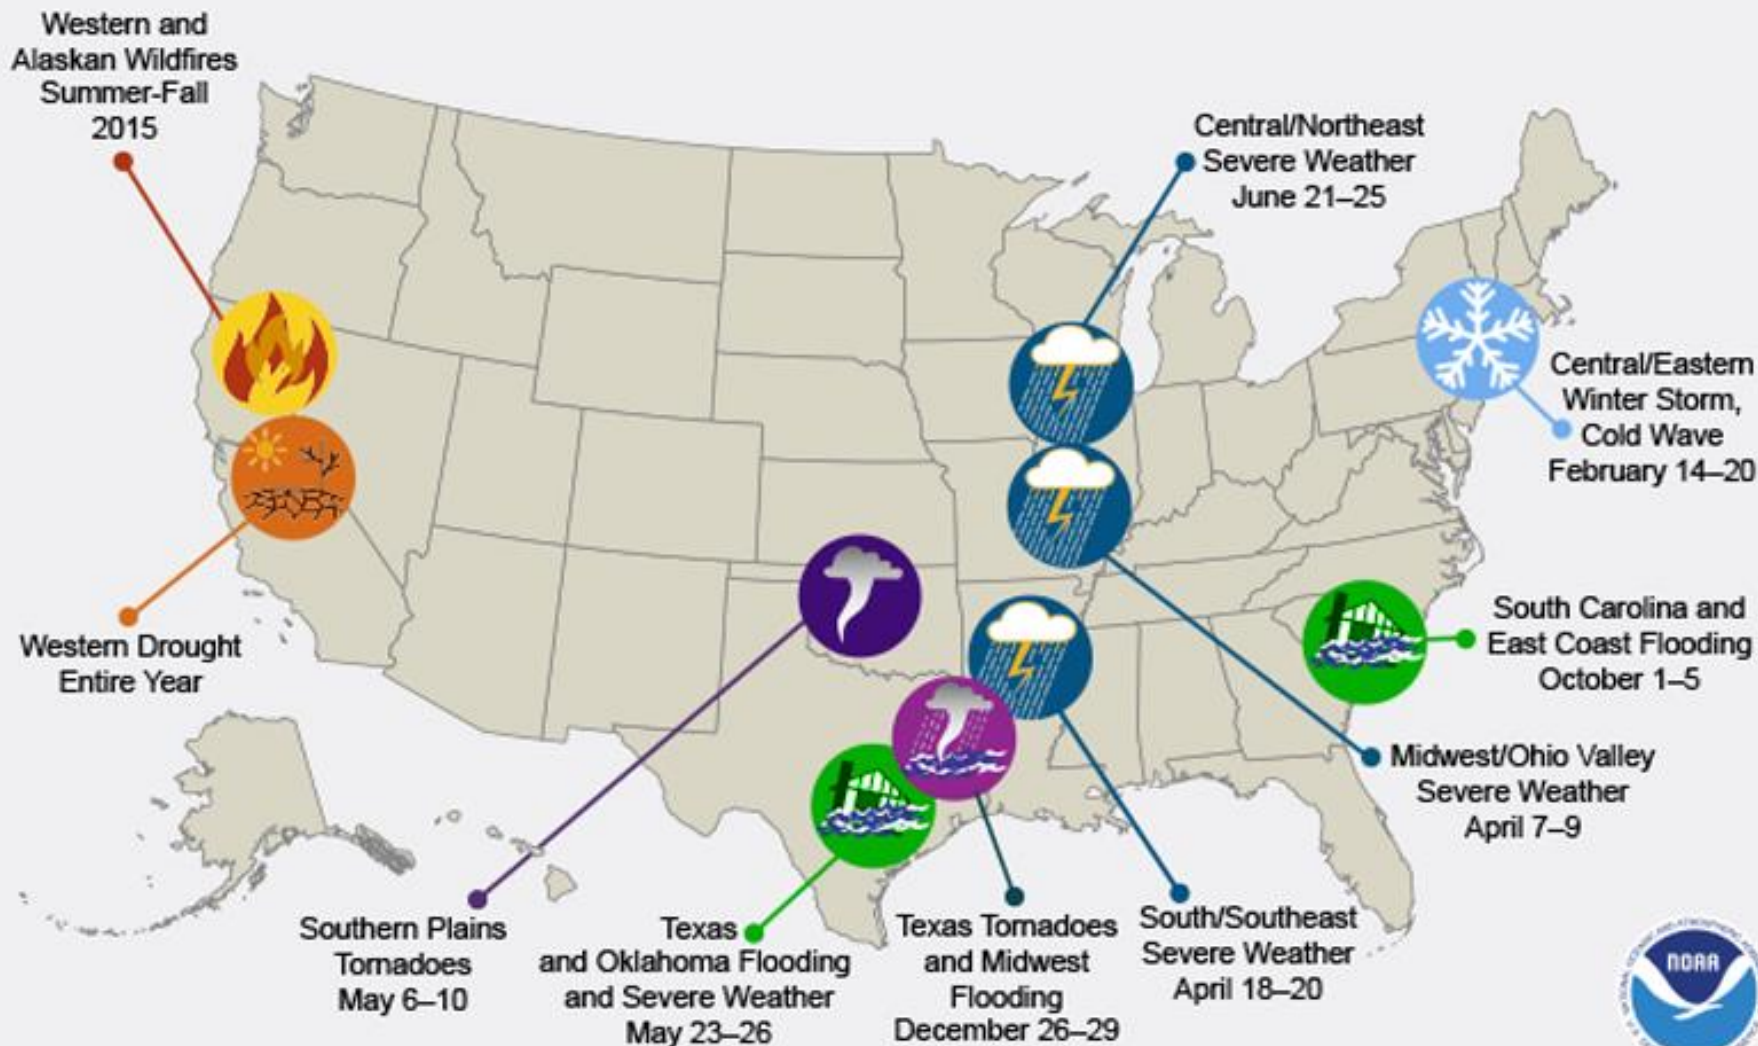 Western and
Alaskan Wildfires
Summer-Fall
2015
Central/Northeast
Severe Weather
June 21–25
Central/Eastern
Winter Storm,
Cold Wave
February 14–20
Western Drought
Entire Year
South Carolina and
East Coast Flooding
October 1–5
Midwest/Ohio Valley
Severe Weather
April 7–9
Southern Plains
Tornadoes
May 6–10
Texas
and Oklahoma Flooding
and Severe Weather
May 23–26
Texas Tornadoes
and Midwest
Flooding
December 26–29
South/Southeast
Severe Weather
April 18–20
NOAA